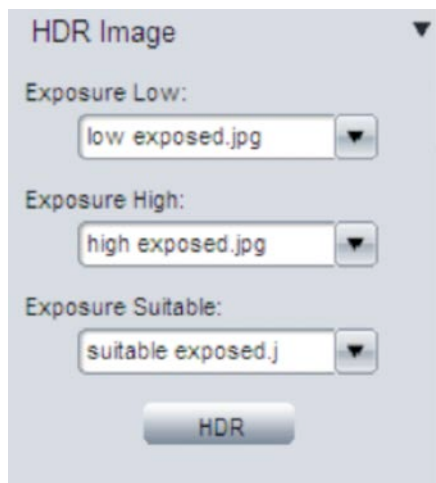 HDR Image
Exposure Low:
low exposed.jpg
Exposure High:
high exposed.jpg
Exposure Suitable:
suitable exposed.j
HDR